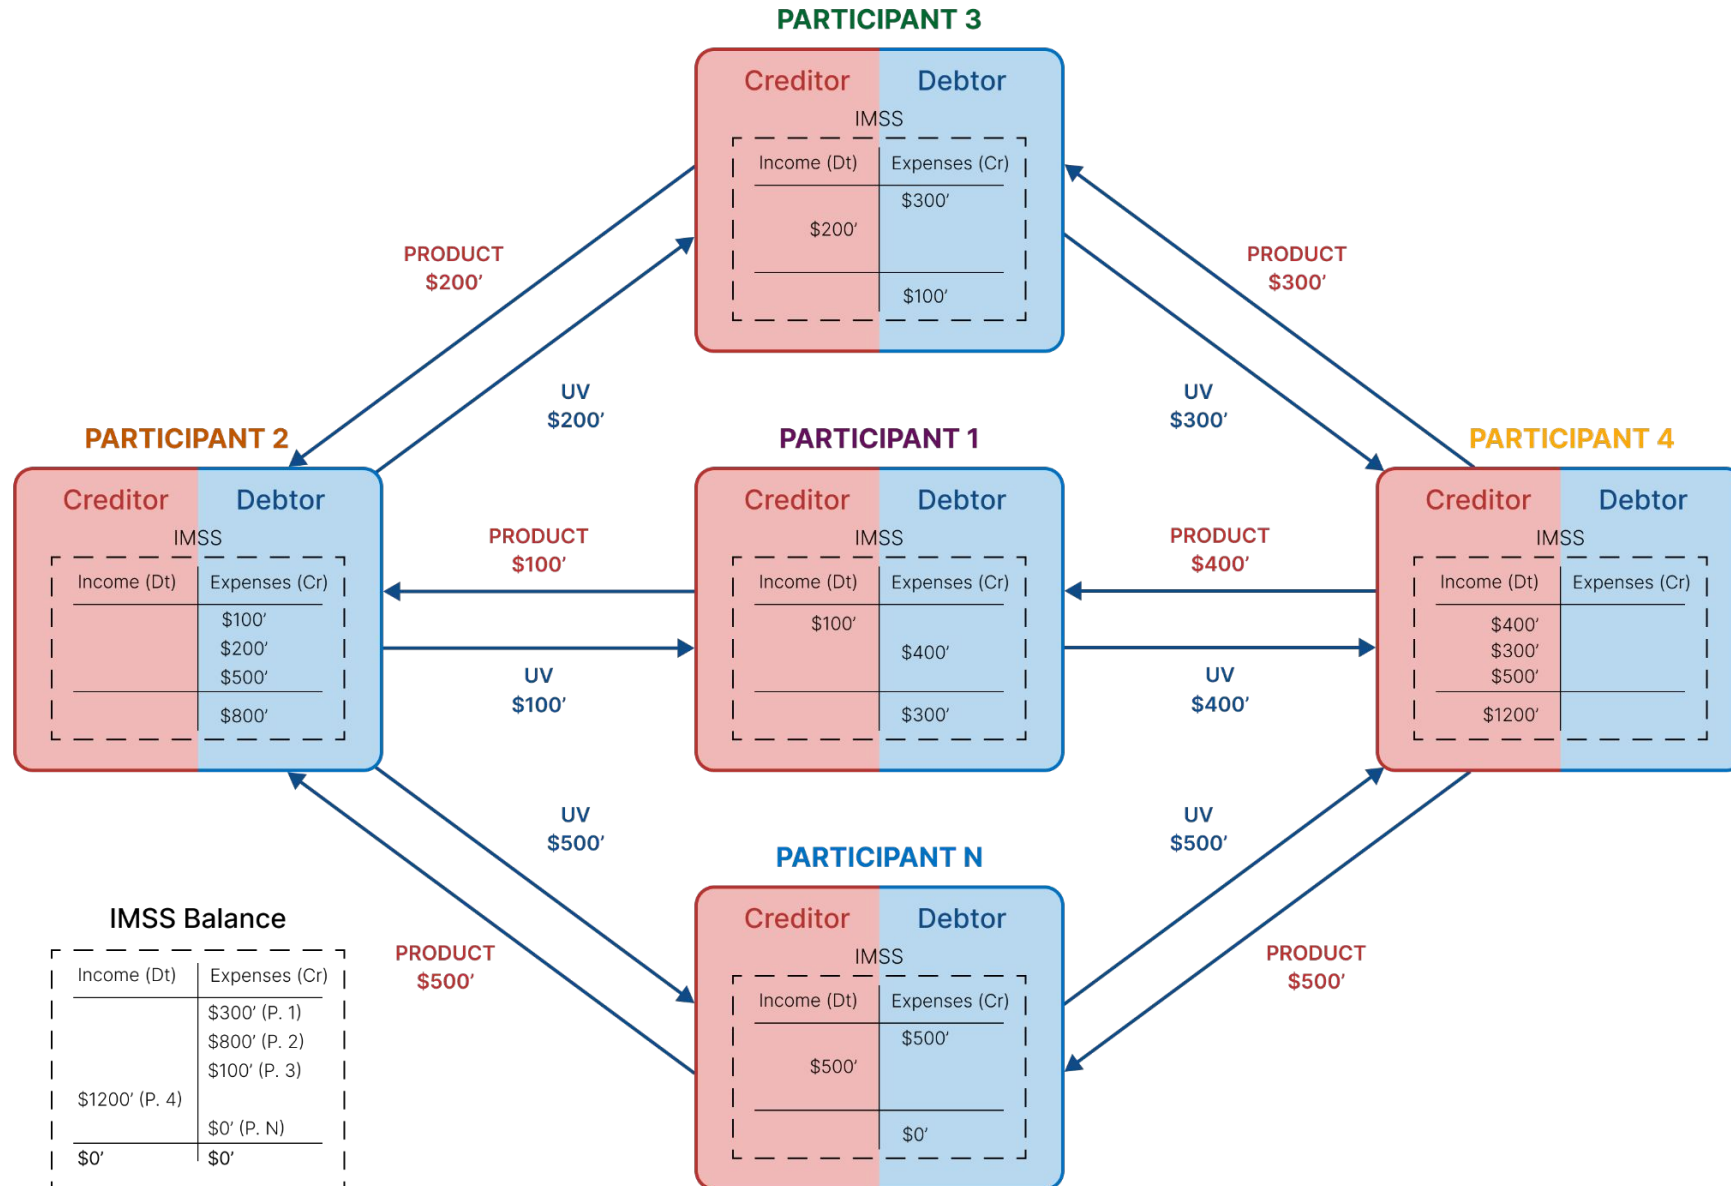 PARTICIPANT 3
Creditor Debtor
IMSS
Income (Dt) Expenses (Cr)
$300’
$200’
$100’
PRODUCT
$200’
UV
$200’
PRODUCT
$300’
UV
$300’
PARTICIPANT 2
Creditor Debtor
IMSS
Income (Dt) Expenses (Cr)
$100’
$200’
$500’
$800’
PRODUCT
$100’
UV
$100’
PARTICIPANT 1
Creditor Debtor
IMSS
Income (Dt) Expenses (Cr)
$100’
$400’
$300’
PRODUCT
$400’
UV
$400’
PARTICIPANT 4
Creditor Debtor
IMSS
Income (Dt) Expenses (Cr)
$400’
$300’
$500’
$1200’
UV
$500’
PRODUCT
$500’
UV
$500’
PRODUCT
$500’
PARTICIPANT N
Creditor Debtor
IMSS
Income (Dt) Expenses (Cr)
$500’
$500’
$0’
IMSS Balance
Income (Dt) Expenses (Cr)
$300’ (P. 1)
$800’ (P. 2)
$100’ (P. 3)
$1200’ (P. 4)
$0’ (P. N)
$0’ $0’